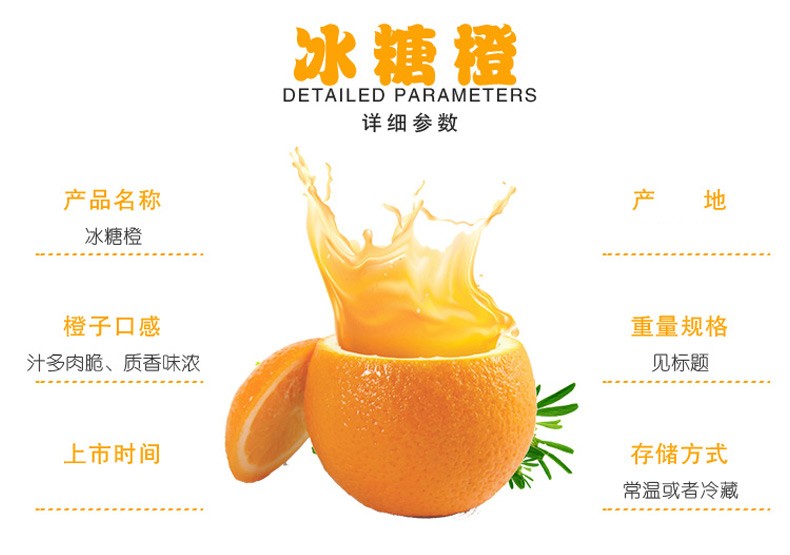 冰糖橙
DETAILED PARAMETERS
详细参数
产品名称
冰糖橙
产 地
橙子口感
汁多肉脆、质香味浓
重量规格
见标题
上市时间
存储方式
常温或者冷藏